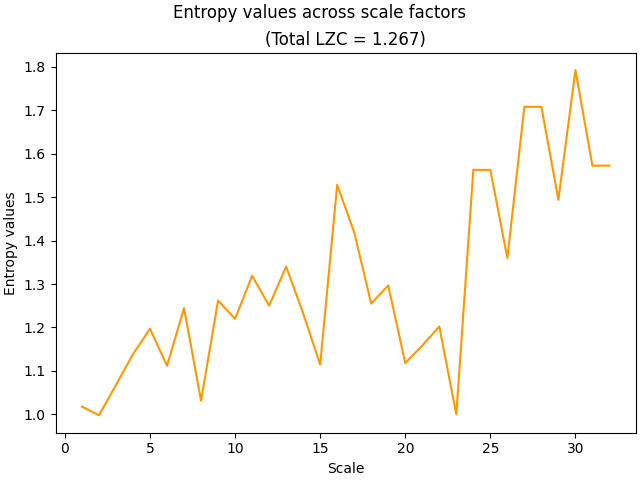 Entropy values across scale factors
(Total LZC = 1.267)
1.8
1.7
1.6
1.5
1.4
1.3
1.2
1.1
1.0
Entropy values
0 5 10 15 20 25 30
Scale